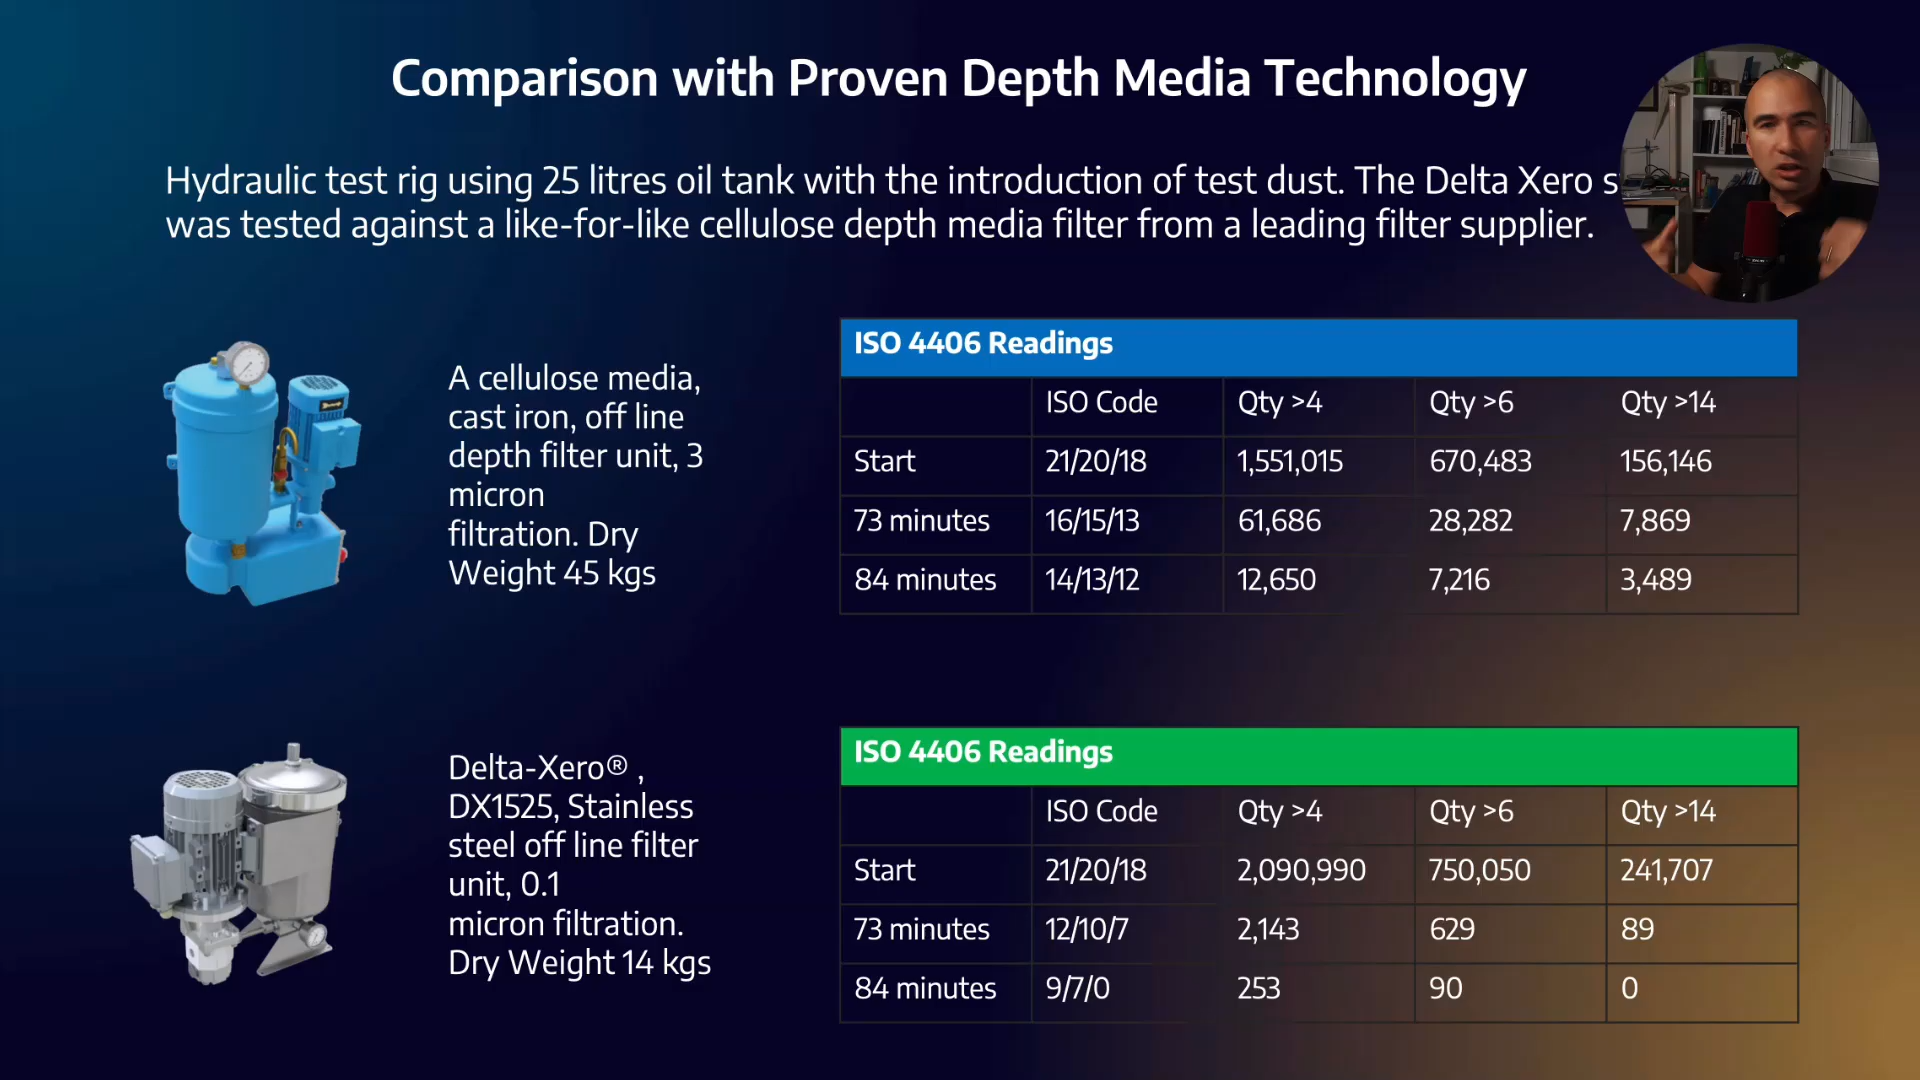 Comparison with Proven Depth Media Technology
Hydraulic test rig using 25 litres oil tank with the introduction of test dust. The Delta Xero
was tested against a like-for-like cellulose depth media filter from a leading filter supplier.
A cellulose media,
cast iron, off line
depth filter unit, 3
micron
filtration. Dry
Weight 45 kgs
ISO 4406 Readings
ISO Code Qty >4 Qty >6 Qty >14
Start 21/20/18 1,551,015 670,483 156,146
73 minutes 16/15/13 61,686 28,282 7,869
84 minutes 14/13/12 12,650 7,216 3,489
Delta-Xero® ,
DX1525, Stainless
steel off line filter
unit, 0.1
micron filtration.
Dry Weight 14 kgs
ISO 4406 Readings
ISO Code Qty >4 Qty >6 Qty >14
Start 21/20/18 2,090,990 750,050 241,707
73 minutes 12/10/7 2,143 629 89
84 minutes 9/7/0 253 90 0